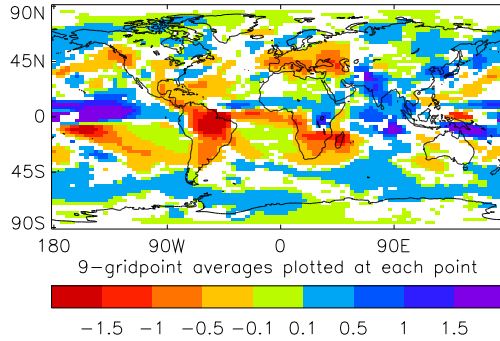 90N
45N
0
45S
90S
180 90W 0 90E
9-gridpoint averages plotted at each point
-1.5 -1 -0.5 -0.1 0.1 0.5 1 1.5